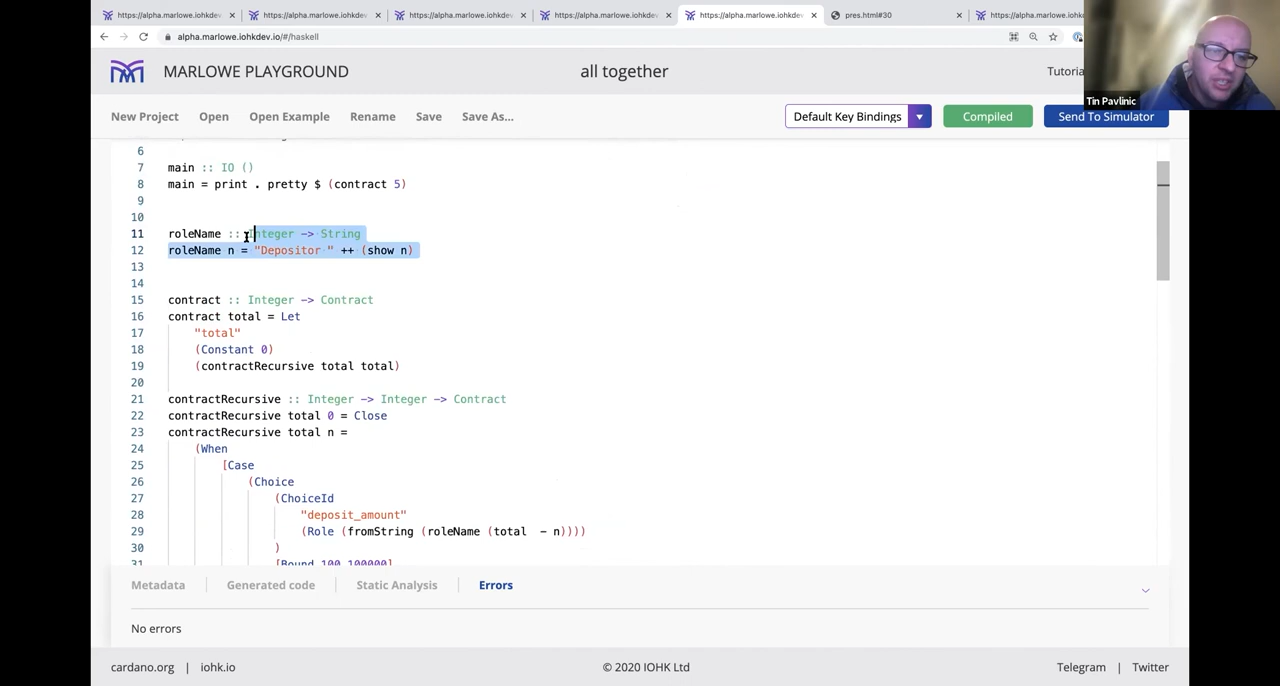 https://alpha.marlowe.iohkdev
https://alpha.marlowe.iohkdev
https://alpha.marlowe.iohkdev
https://alpha.marlowe.iohkdev
https://alpha.marlowe.iohkdev
pres.html#30
https://alpha.marlowe.iohkde
alpha.marlowe.iohkdev.io/#/haskell
MARLOWE PLAYGROUND
all together
Tutoria
Tin Pavlinic
New Project
Open
Open Example
Rename
Save
Save As...
Default Key Bindings
Compiled
Send To Simulator
6
7 main :: IO ()
8 main = print . pretty $ (contract 5)
9
10
11 roleName :: Integer -> String
12 roleName n = "Depositor " ++ (show n)
13
14
15 contract :: Integer -> Contract
16 contract total = Let
17 "total"
18 (Constant 0)
19 (contractRecursive total total)
20
21 contractRecursive :: Integer -> Integer -> Contract
22 contractRecursive total 0 = Close
23 contractRecursive total n =
24 (When
25 [Case
26 (Choice
27 (ChoiceId
28 "deposit_amount"
29 (Role (fromString (roleName (total  - n))))
30 )
31 [Bound 100 100000]
Metadata
Generated code
Static Analysis
Errors
No errors
cardano.org | iohk.io
© 2020 IOHK Ltd
Telegram | Twitter